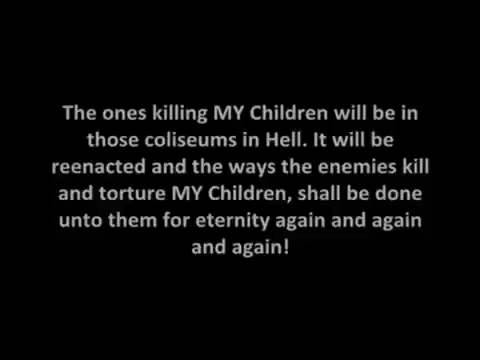 The ones killing MY Children will be in
those coliseums in Hell. It will be
reenacted and the ways the enemies kill
and torture MY Children, shall be done
unto them for eternity again and again
and again!